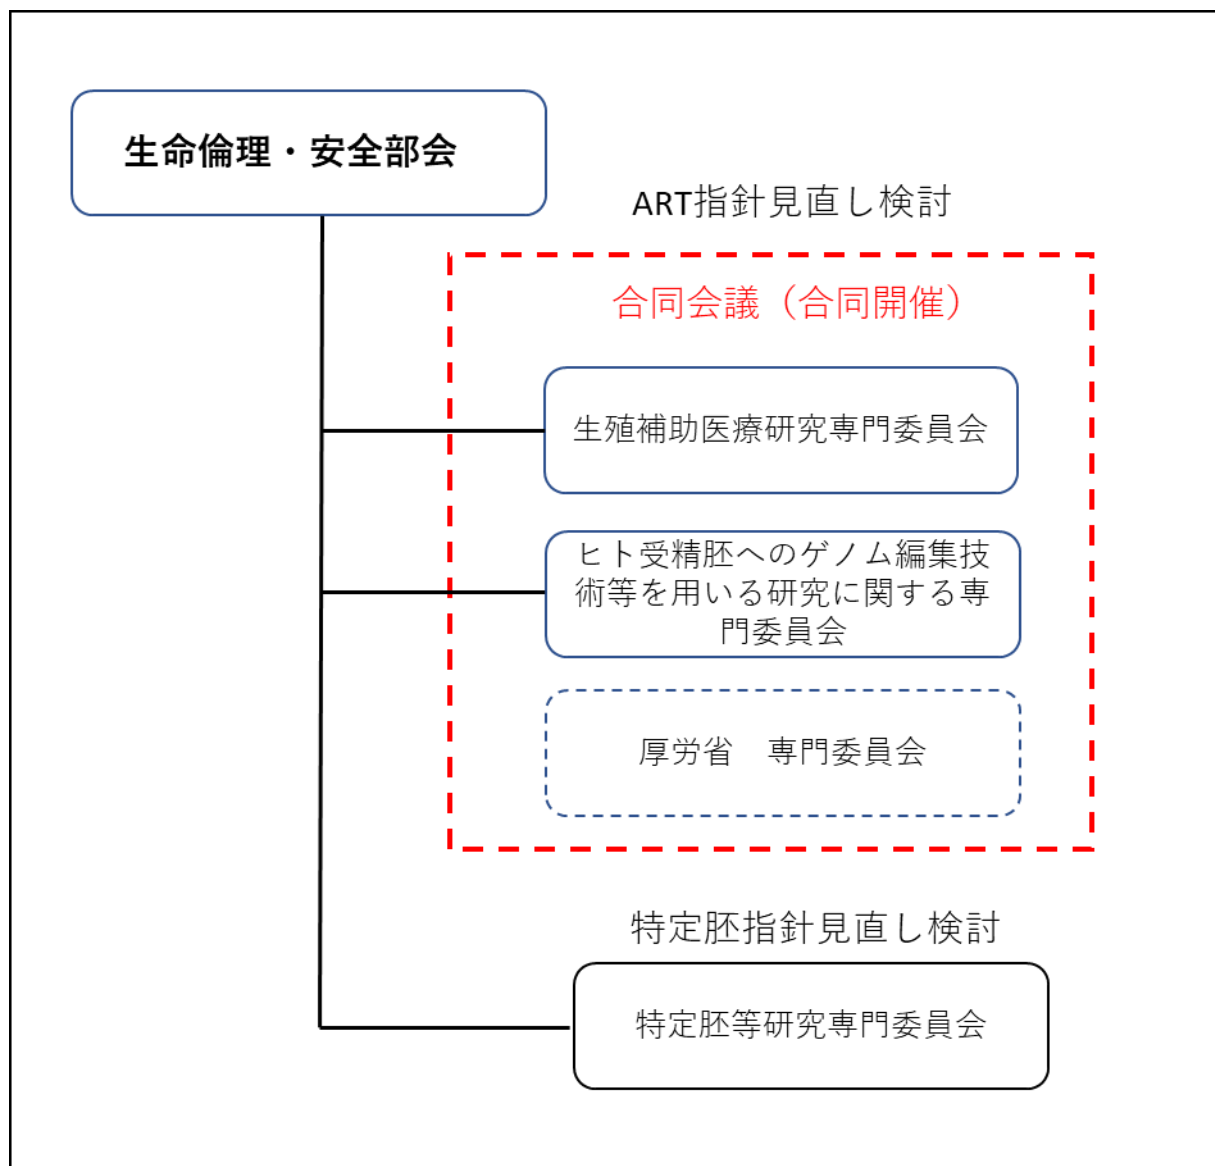 生命倫理・安全部会
ART指針見直し検討
合同会議（合同開催）
生殖補助医療研究専門委員会
ヒト受精胚へのゲノム編集技
術等を用いる研究に関する専
門委員会
厚労省　専門委員会
特定胚指針見直し検討
特定胚等研究専門委員会